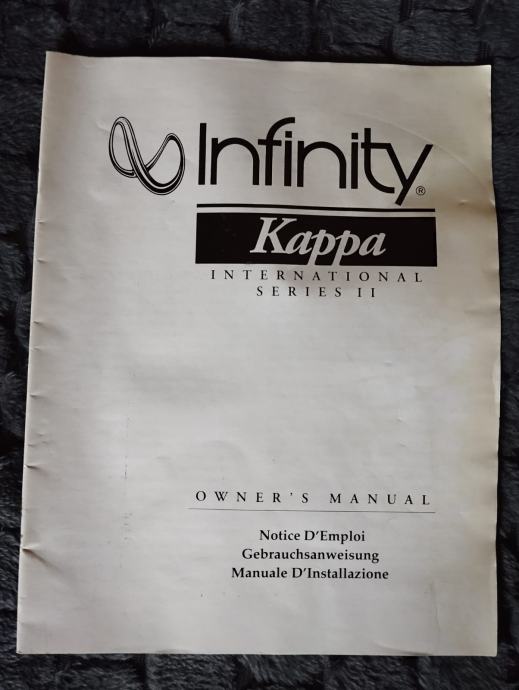 Infinity®
Kappa
INTERNATIONAL
SERIES II
OWNER'S MANUAL
Notice D'Emploi
Gebrauchsanweisung
Manuale D'Installazione